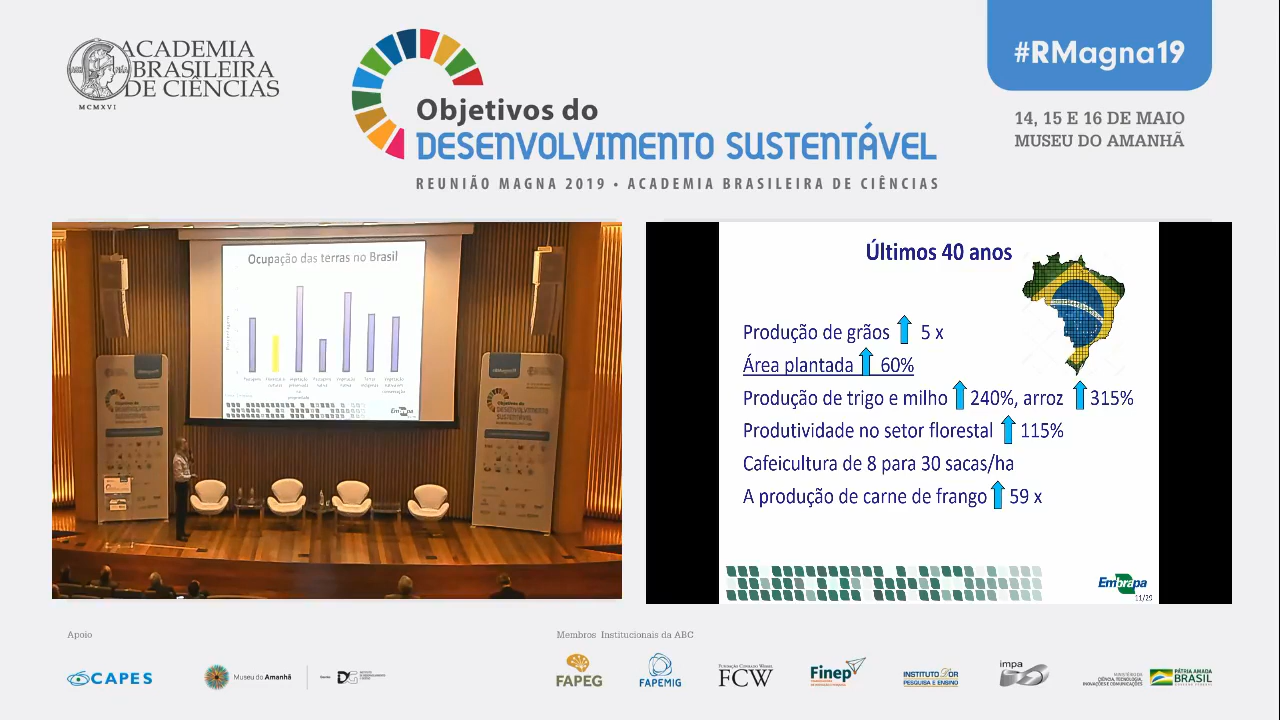 ACADEMIA
BRASILEIRA
DE CIÊNCIAS
MCMXVI
Objetivos do
DESENVOLVIMENTO SUSTENTÁVEL
REUNIÃO MAGNA 2019 • ACADEMIA BRASILEIRA DE CIÊNCIAS
#RMagna19
14, 15 E 16 DE MAIO
MUSEU DO AMANHÃ
Ocupação das terras no Brasil
Embrapa
#RMagna19
Últimos 40 anos
Produção de grãos 5 x
Área plantada 60%
Produção de trigo e milho 240%, arroz 315%
Produtividade no setor florestal 115%
Cafeicultura de 8 para 30 sacas/ha
A produção de carne de frango 59 x
Embrapa
11/25
Apoio
CAPES
Museu do Amanhã
Membros Institucionais da ABC
FAPEG
FAPEMIG
FCW
Finep
INSTITUTO D'OR
PESQUISA E ENSINO
impa
MINISTÉRIO DA
CIÊNCIA, TECNOLOGIA,
INOVAÇÕES E COMUNICAÇÕES
PÁTRIA AMADA
BRASIL